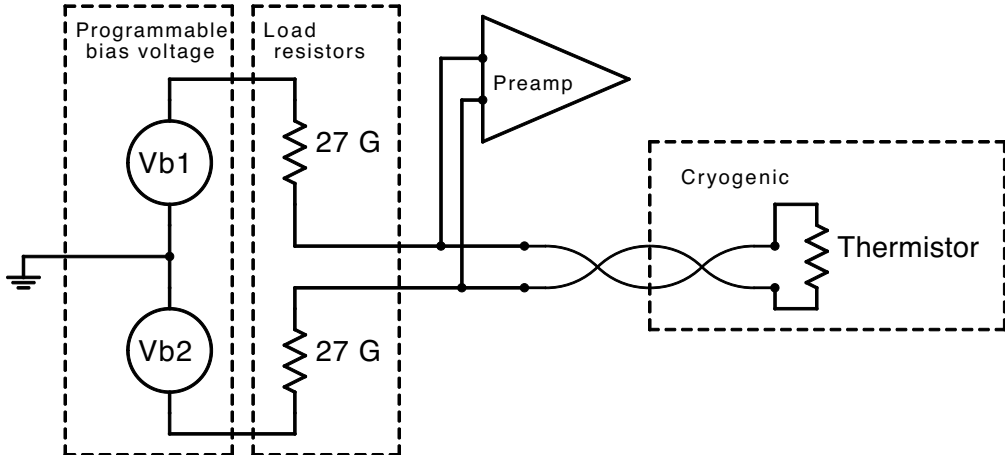 Programmable
bias voltage
Load
resistors
Preamp
27 G
Vb1
Cryogenic
Thermistor
Vb2
27 G